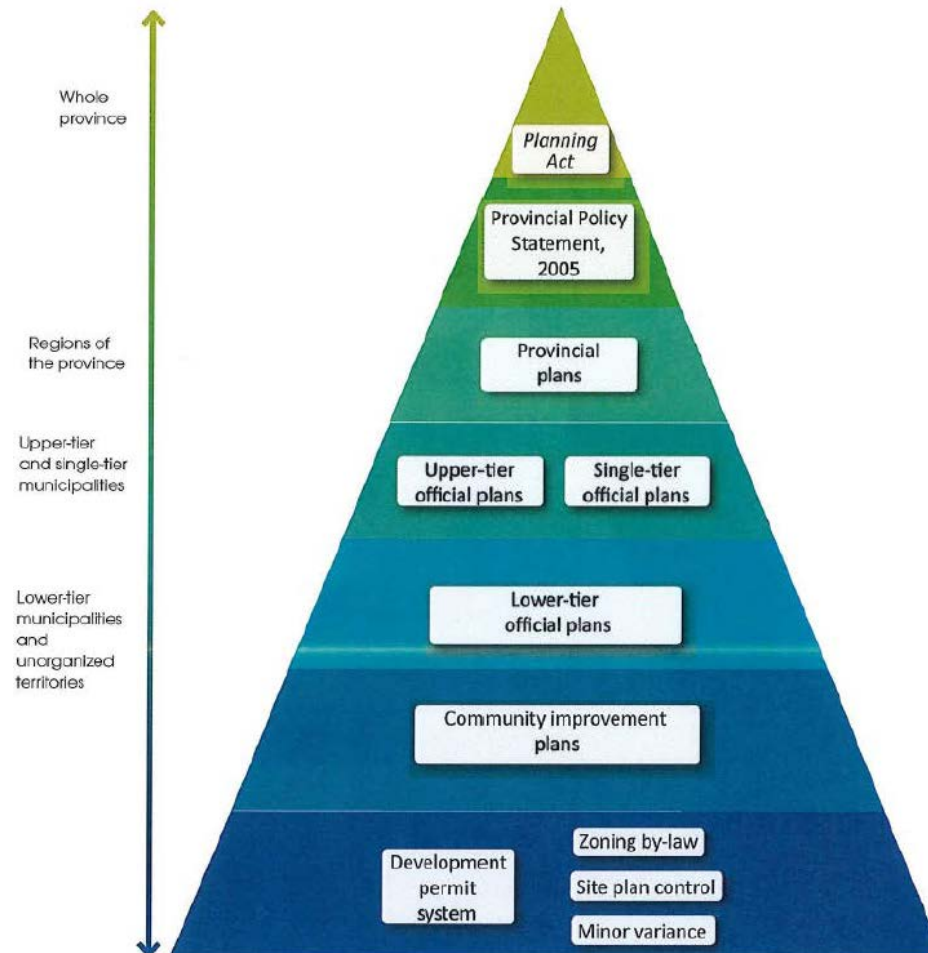 Whole
province
Planning
Act
Provincial Policy
Statement,
2005
Regions of
the province
Provincial
plans
Upper-tier
and single-tier
municipalities
Upper-tier
official plans
Single-tier
official plans
Lower-tier
municipalities
and
unorganized
territories
Lower-tier
official plans
Community improvement
plans
Development
permit
system
Zoning by-law
Site plan control
Minor variance